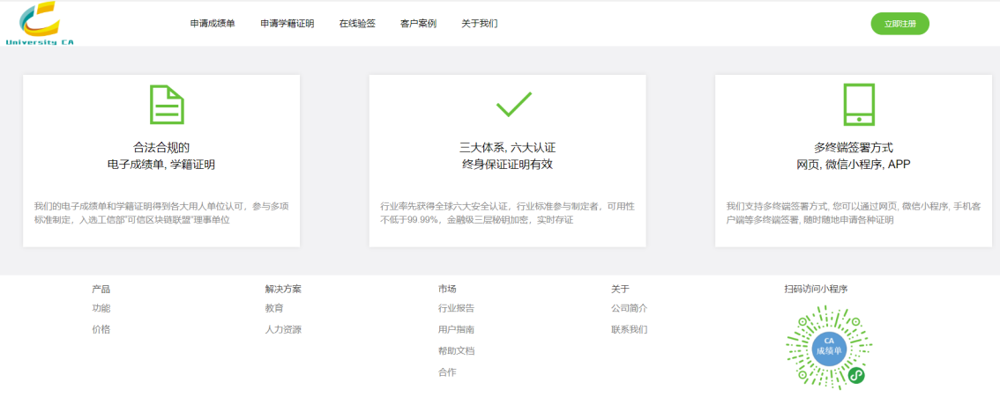 University CA
申请成绩单 申请学籍证明 在线验签 客户案例 关于我们 立即注册
合法合规的
电子成绩单, 学籍证明
我们的电子成绩单和学籍证明得到各大用人单位认可，参与多项
标准制定，入选工信部"可信区块链联盟"理事单位
三大体系, 六大认证
终身保证证明有效
行业率先获得全球六大安全认证，行业标准参与制定者，可用性
不低于99.99%，金融级三层秘钥加密，实时存证
多终端签署方式
网页, 微信小程序, APP
我们支持多终端签署方式, 您可以通过网页, 微信小程序, 手机客
户端等多终端签署, 随时随地申请各种证明
产品
功能
价格
解决方案
教育
人力资源
市场
行业报告
用户指南
帮助文档
合作
关于
公司简介
联系我们
扫码访问小程序
CA
成绩单